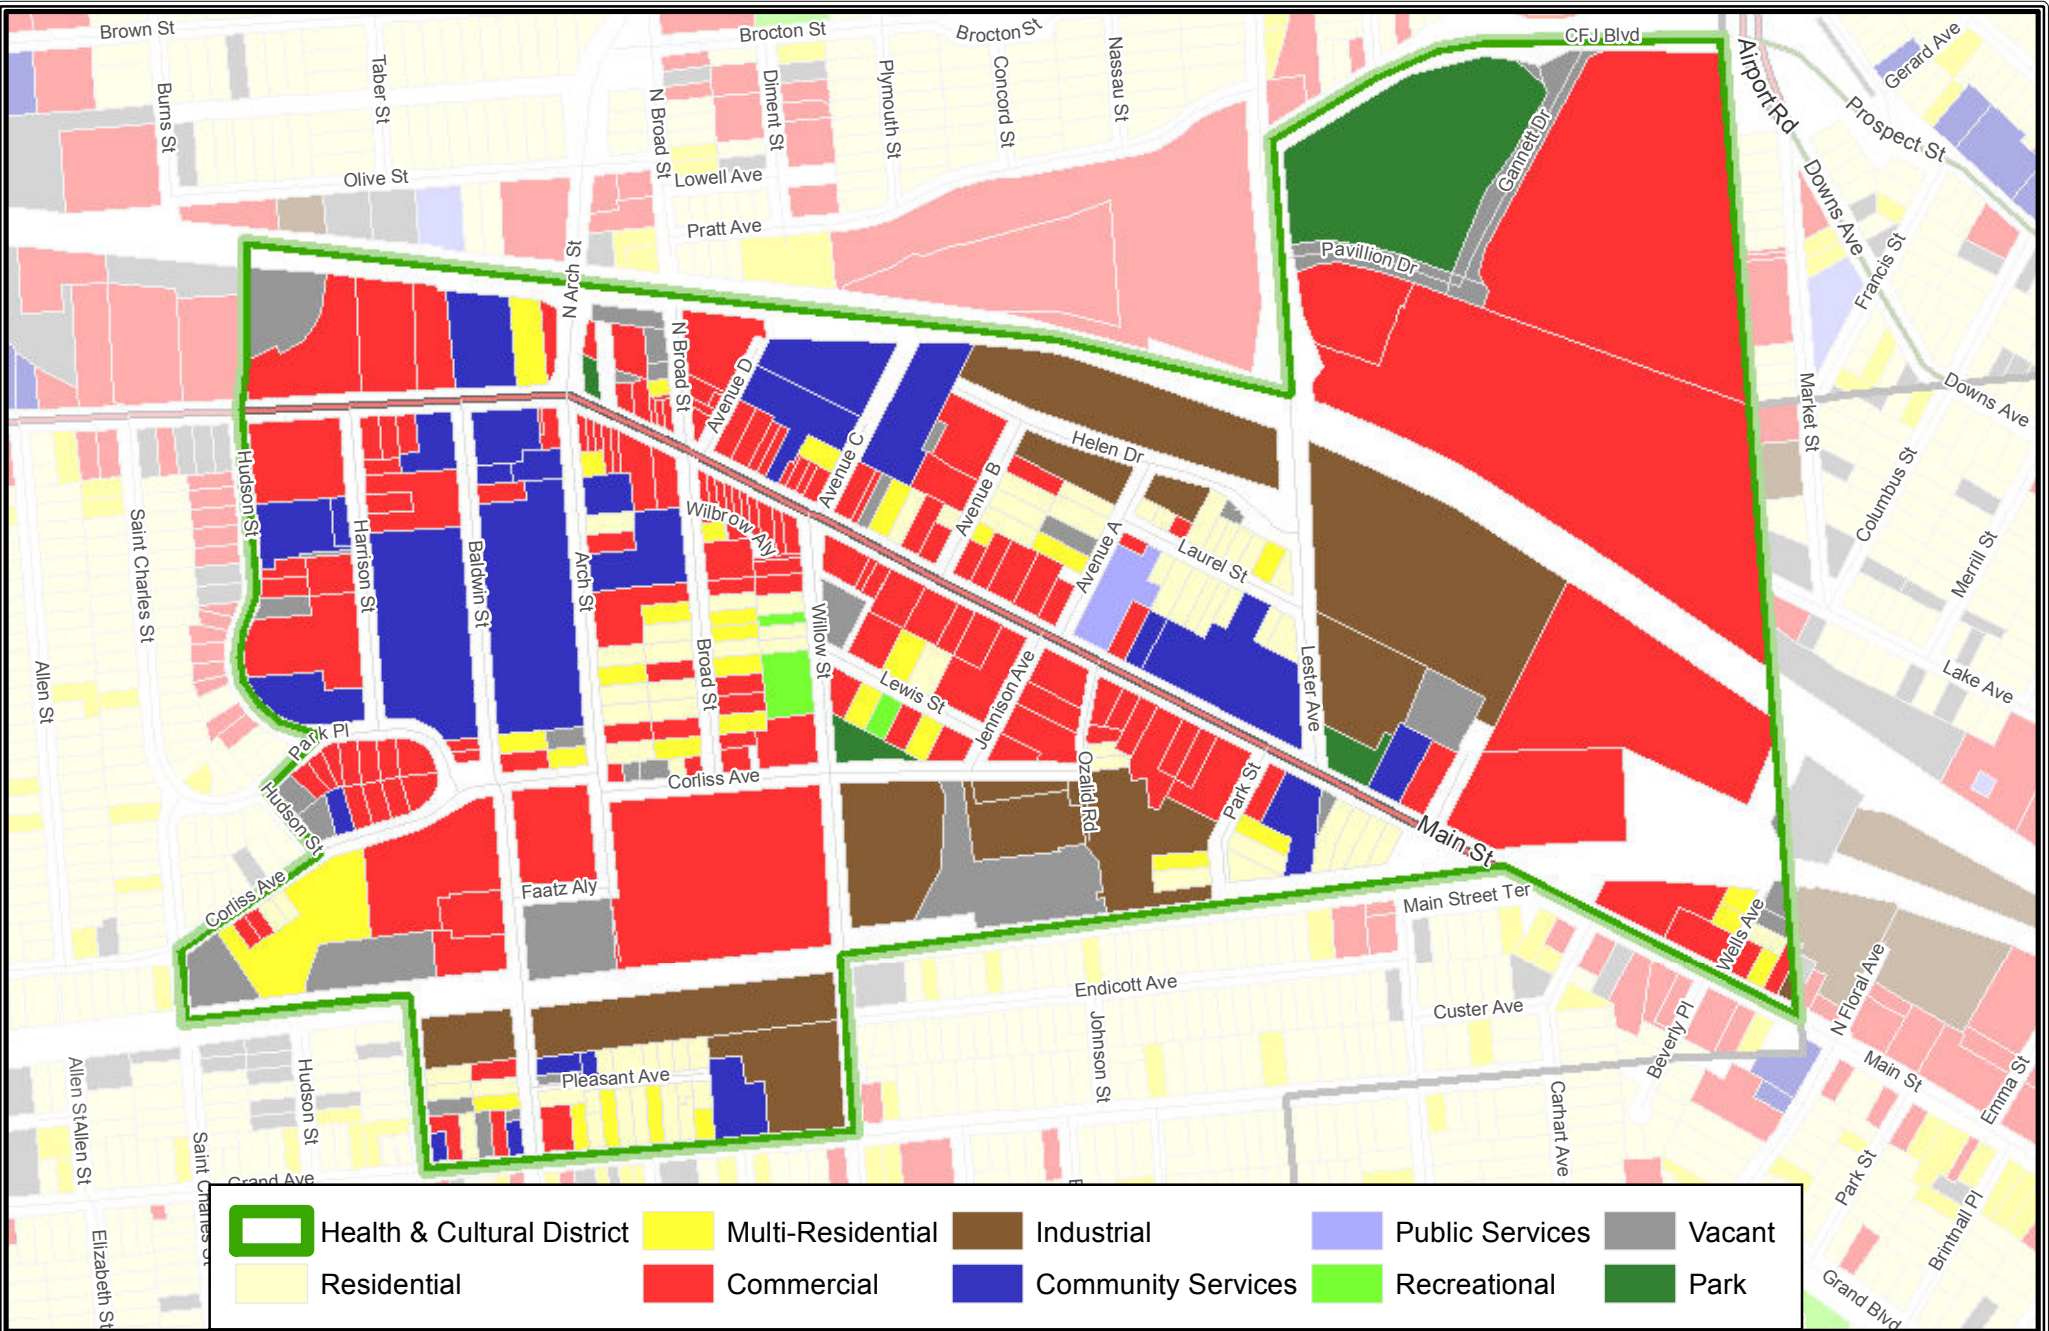 Brown St
Brocton St
Brocton St
CFJ Blvd
Gerard Ave
Taber St
Burns St
N Broad St
Diment St
Plymouth St
Concord St
Nassau St
Airport Rd
Prospect St
Gannett Dr
Olive St
Lowell Ave
Pratt Ave
Downs Ave
Francis St
Pavillion Dr
N Arch St
N Broad St
Avenue D
Market St
Downs Ave
Hudson St
Avenue C
Helen Dr
Avenue B
Columbus St
Saint Charles St
Harrison St
Baldwin St
Arch St
Wilbrow Aly
Avenue A
Laurel St
Merrill St
Allen St
Broad St
Willow St
Lewis St
Jennison Ave
Lester Ave
Lake Ave
Park Pl
Hudson St
Corliss Ave
Ozalid Rd
Park St
Main St
Corliss Ave
Faatz Aly
Main Street Ter
Wells Ave
Endicott Ave
Custer Ave
Johnson St
Beverly Pl
N Floral Ave
Main St
Emma St
Allen St
Allen St
Hudson St
Pleasant Ave
Carhart Ave
Park St
Saint Charles St
Grand Ave
Elizabeth St
Brintnall Pl
Grand Blvd
Health & Cultural District
Multi-Residential
Industrial
Public Services
Vacant
Residential
Commercial
Community Services
Recreational
Park